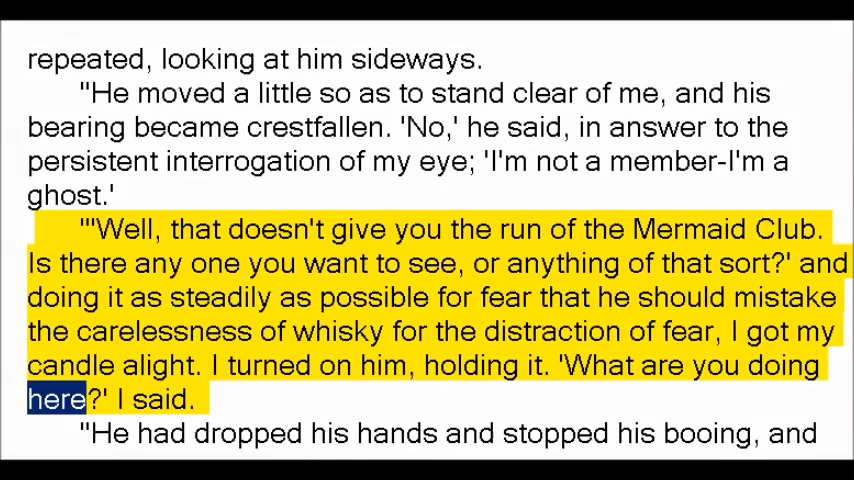 repeated, looking at him sideways.
"He moved a little so as to stand clear of me, and his
bearing became crestfallen. 'No,' he said, in answer to the
persistent interrogation of my eye; 'I'm not a member-I'm a
ghost.'
"'Well, that doesn't give you the run of the Mermaid Club.
Is there any one you want to see, or anything of that sort?' and
doing it as steadily as possible for fear that he should mistake
the carelessness of whisky for the distraction of fear, I got my
candle alight. I turned on him, holding it. 'What are you doing
here?' I said.
"He had dropped his hands and stopped his booing, and